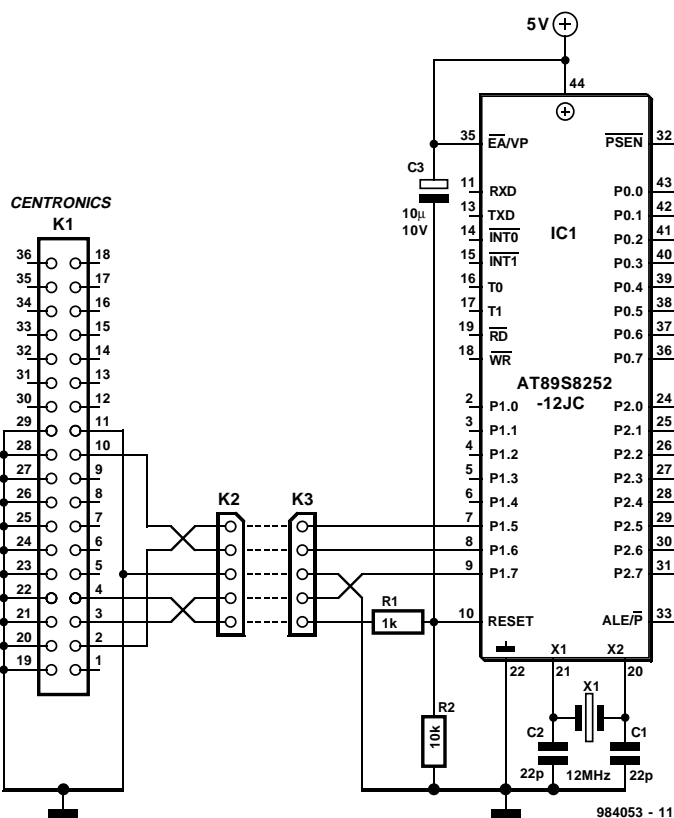 5V
44
35 EA/VP PSEN 32
C3
10µ
10V
11 RXD P0.0 43
13 TXD P0.1 42
14 INT0 IC1 P0.2 41
15 INT1 P0.3 40
16 T0 P0.4 39
17 T1 P0.5 38
19 RD P0.6 37
18 WR P0.7 36
AT89S8252
-12JC
2 P1.0 P2.0 24
3 P1.1 P2.1 25
4 P1.2 P2.2 26
5 P1.3 P2.3 27
6 P1.4 P2.4 28
7 P1.5 P2.5 29
8 P1.6 P2.6 30
9 P1.7 P2.7 31
10 RESET ALE/P 33
X1 X2
22 21 20
CENTRONICS
K1
36 18
35 17
34 16
33 15
32 14
31 13
30 12
29 11
28 10
27 9
26 8
25 7
24 6
23 5
22 4
21 3
20 2
19 1
K2 K3
R1
1k
R2
10k
X1
C2 C1
22p 12MHz 22p
984053 - 11